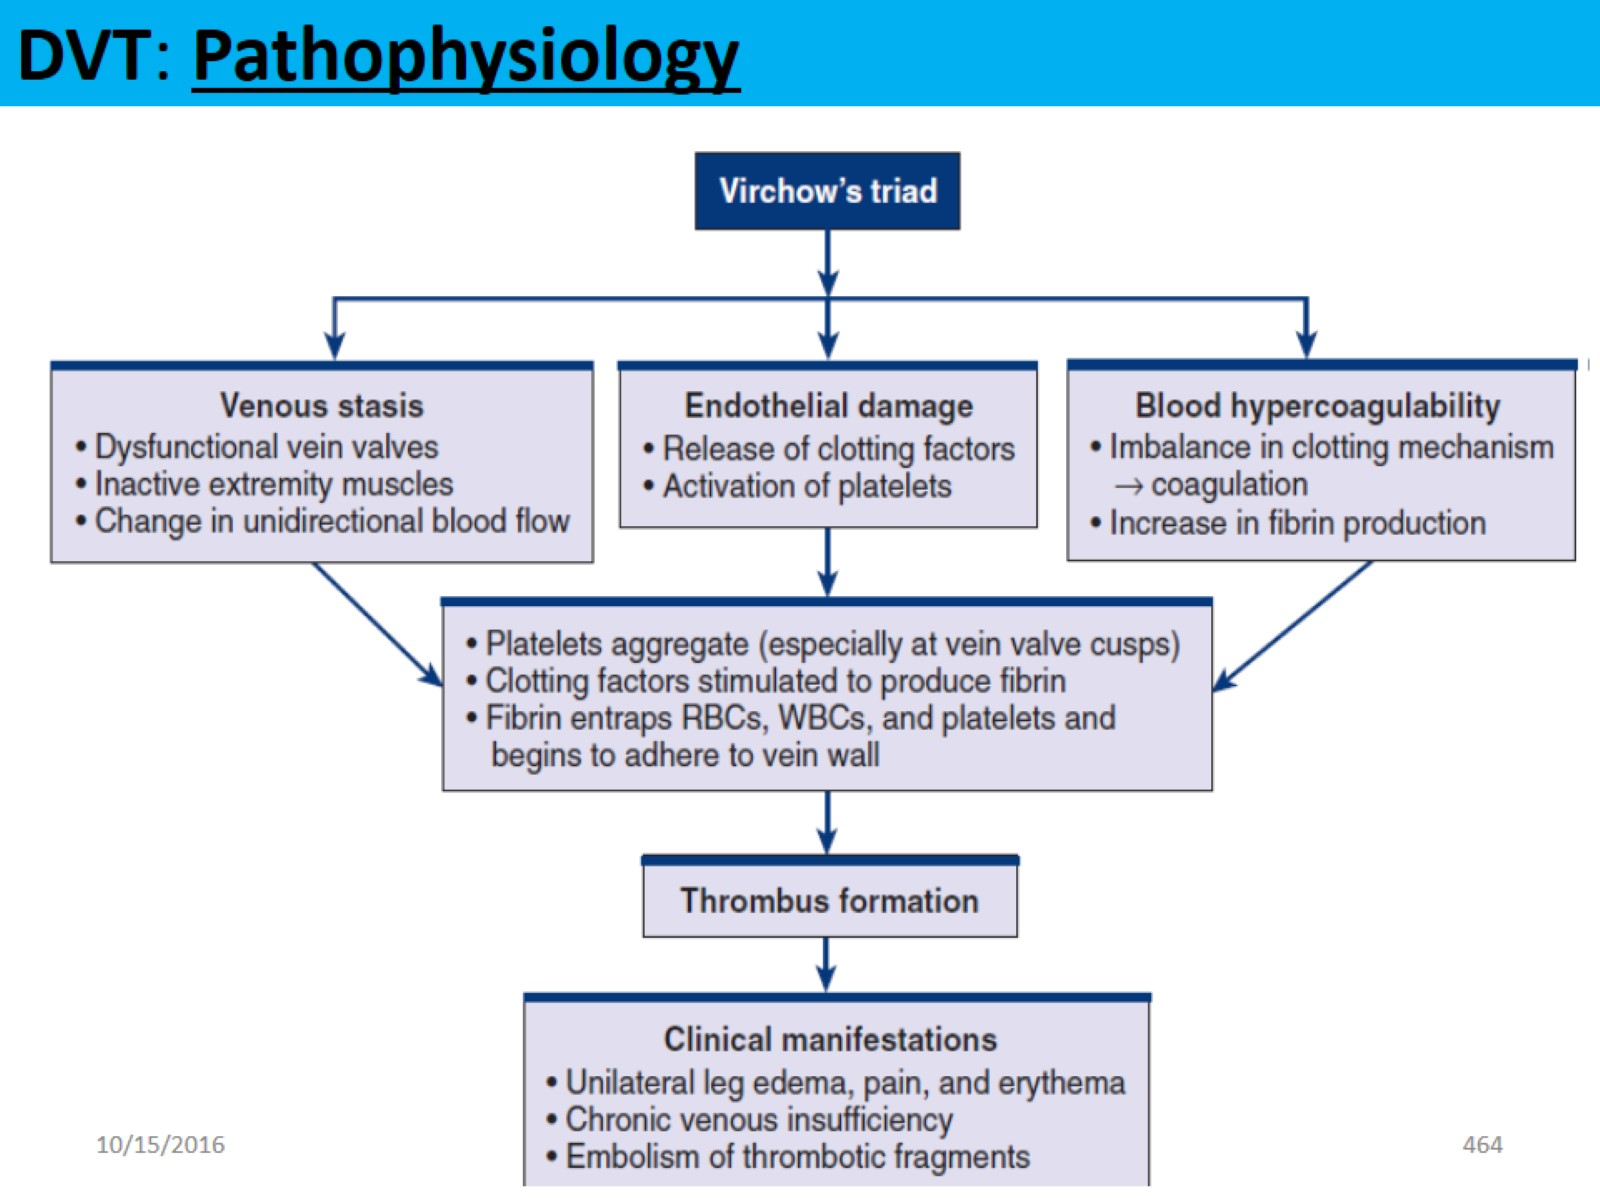 DVT: Pathophysiology
Virchow's triad
Venous stasis
• Dysfunctional vein valves
• Inactive extremity muscles
• Change in unidirectional blood flow
Endothelial damage
• Release of clotting factors
• Activation of platelets
Blood hypercoagulability
• Imbalance in clotting mechanism
→ coagulation
• Increase in fibrin production
• Platelets aggregate (especially at vein valve cusps)
• Clotting factors stimulated to produce fibrin
• Fibrin entraps RBCs, WBCs, and platelets and
begins to adhere to vein wall
Thrombus formation
Clinical manifestations
• Unilateral leg edema, pain, and erythema
• Chronic venous insufficiency
• Embolism of thrombotic fragments
10/15/2016
464